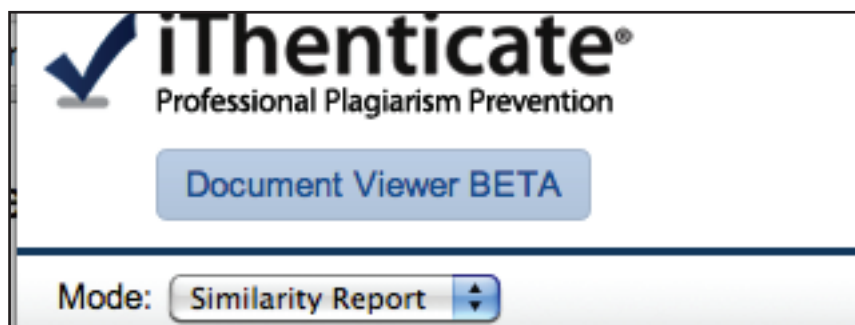 iThenticate®
Professional Plagiarism Prevention
Document Viewer BETA
Mode: Similarity Report